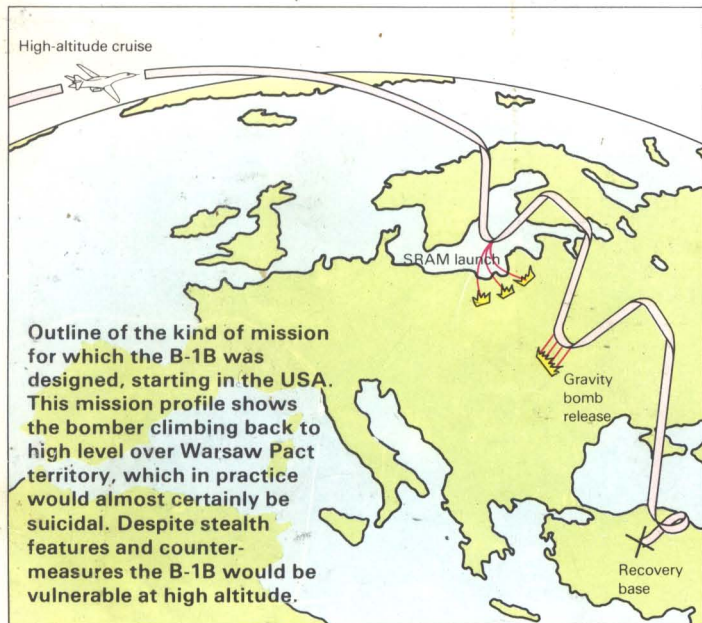 High-altitude cruise
SRAM launch
Outline of the kind of mission
for which the B-1B was
designed, starting in the USA.
This mission profile shows
the bomber climbing back to
high level over Warsaw Pact
territory, which in practice
would almost certainly be
suicidal. Despite stealth
features and counter-
measures the B-1B would be
vulnerable at high altitude.
Gravity
bomb
release
Recovery
base